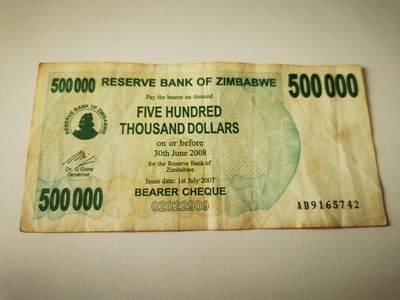 500 000 RESERVE BANK OF ZIMBABWE 500 000
Pay the bearer on demand
FIVE HUNDRED
THOUSAND DOLLARS
on or before
30th June 2008
for the Reserve Bank of
Zimbabwe
Issue date: 1st July 2007
BEARER CHEQUE
02022909
RESERVE BANK OF ZIMBABWE
Dr. G Gono
Governor
500 000
AD9165742